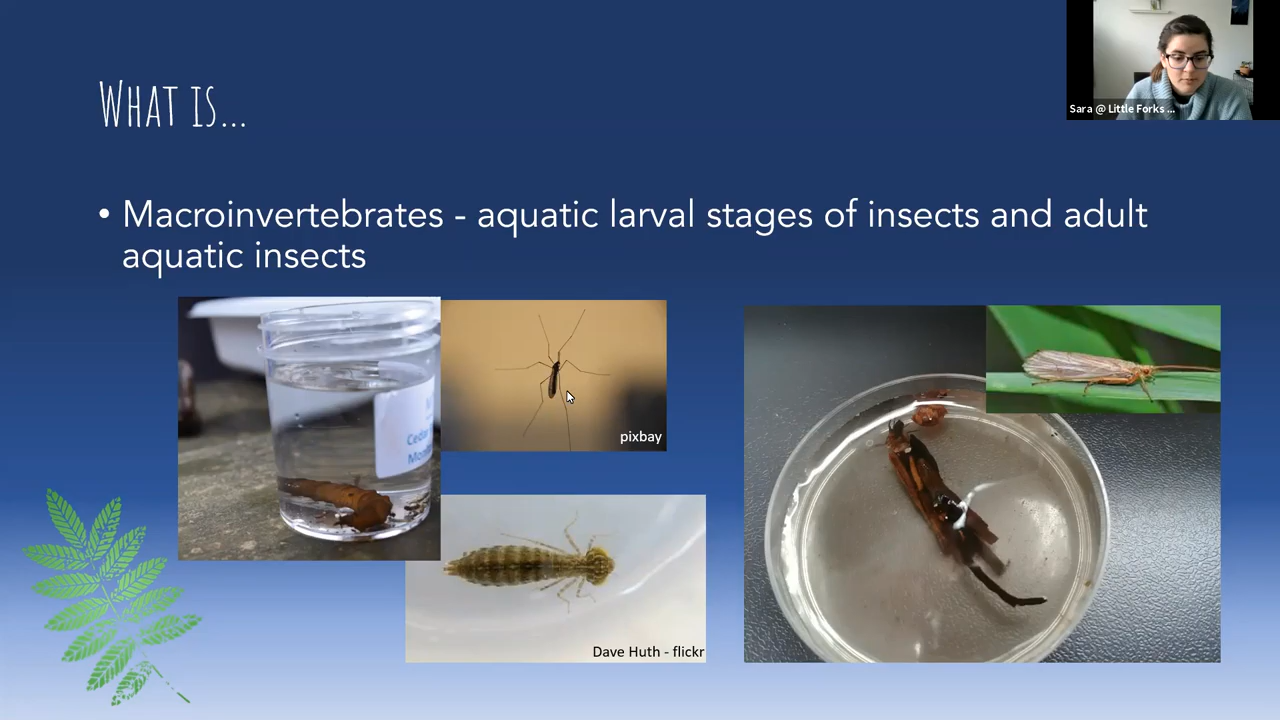 WHAT IS...
Sara @ Little Forks ...
• Macroinvertebrates - aquatic larval stages of insects and adult
aquatic insects
pixbay
Dave Huth - flickr